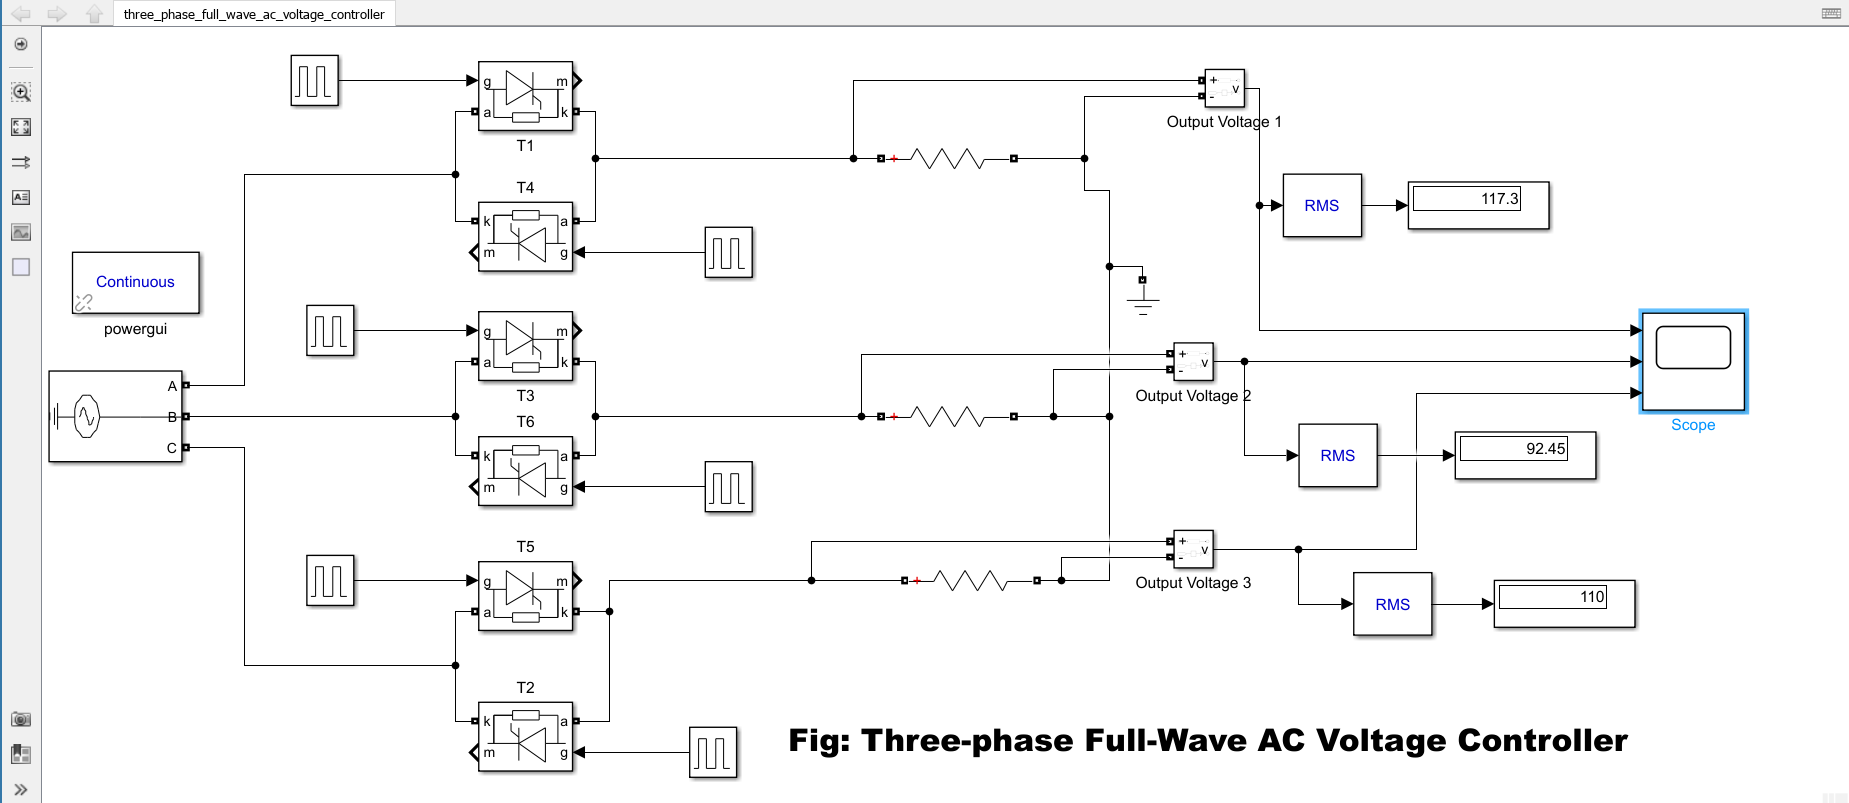 three_phase_full_wave_ac_voltage_controller
g m
a k
T1
+
-
v
Output Voltage 1
T4
k a
m g
RMS
117.3
Continuous
powergui
g m
a k
T3
+
-
v
Output Voltage 2
A
B
C
T6
k a
m g
Scope
RMS
92.45
T5
g m
a k
+
-
v
Output Voltage 3
RMS
110
T2
k a
m g
Fig: Three-phase Full-Wave AC Voltage Controller